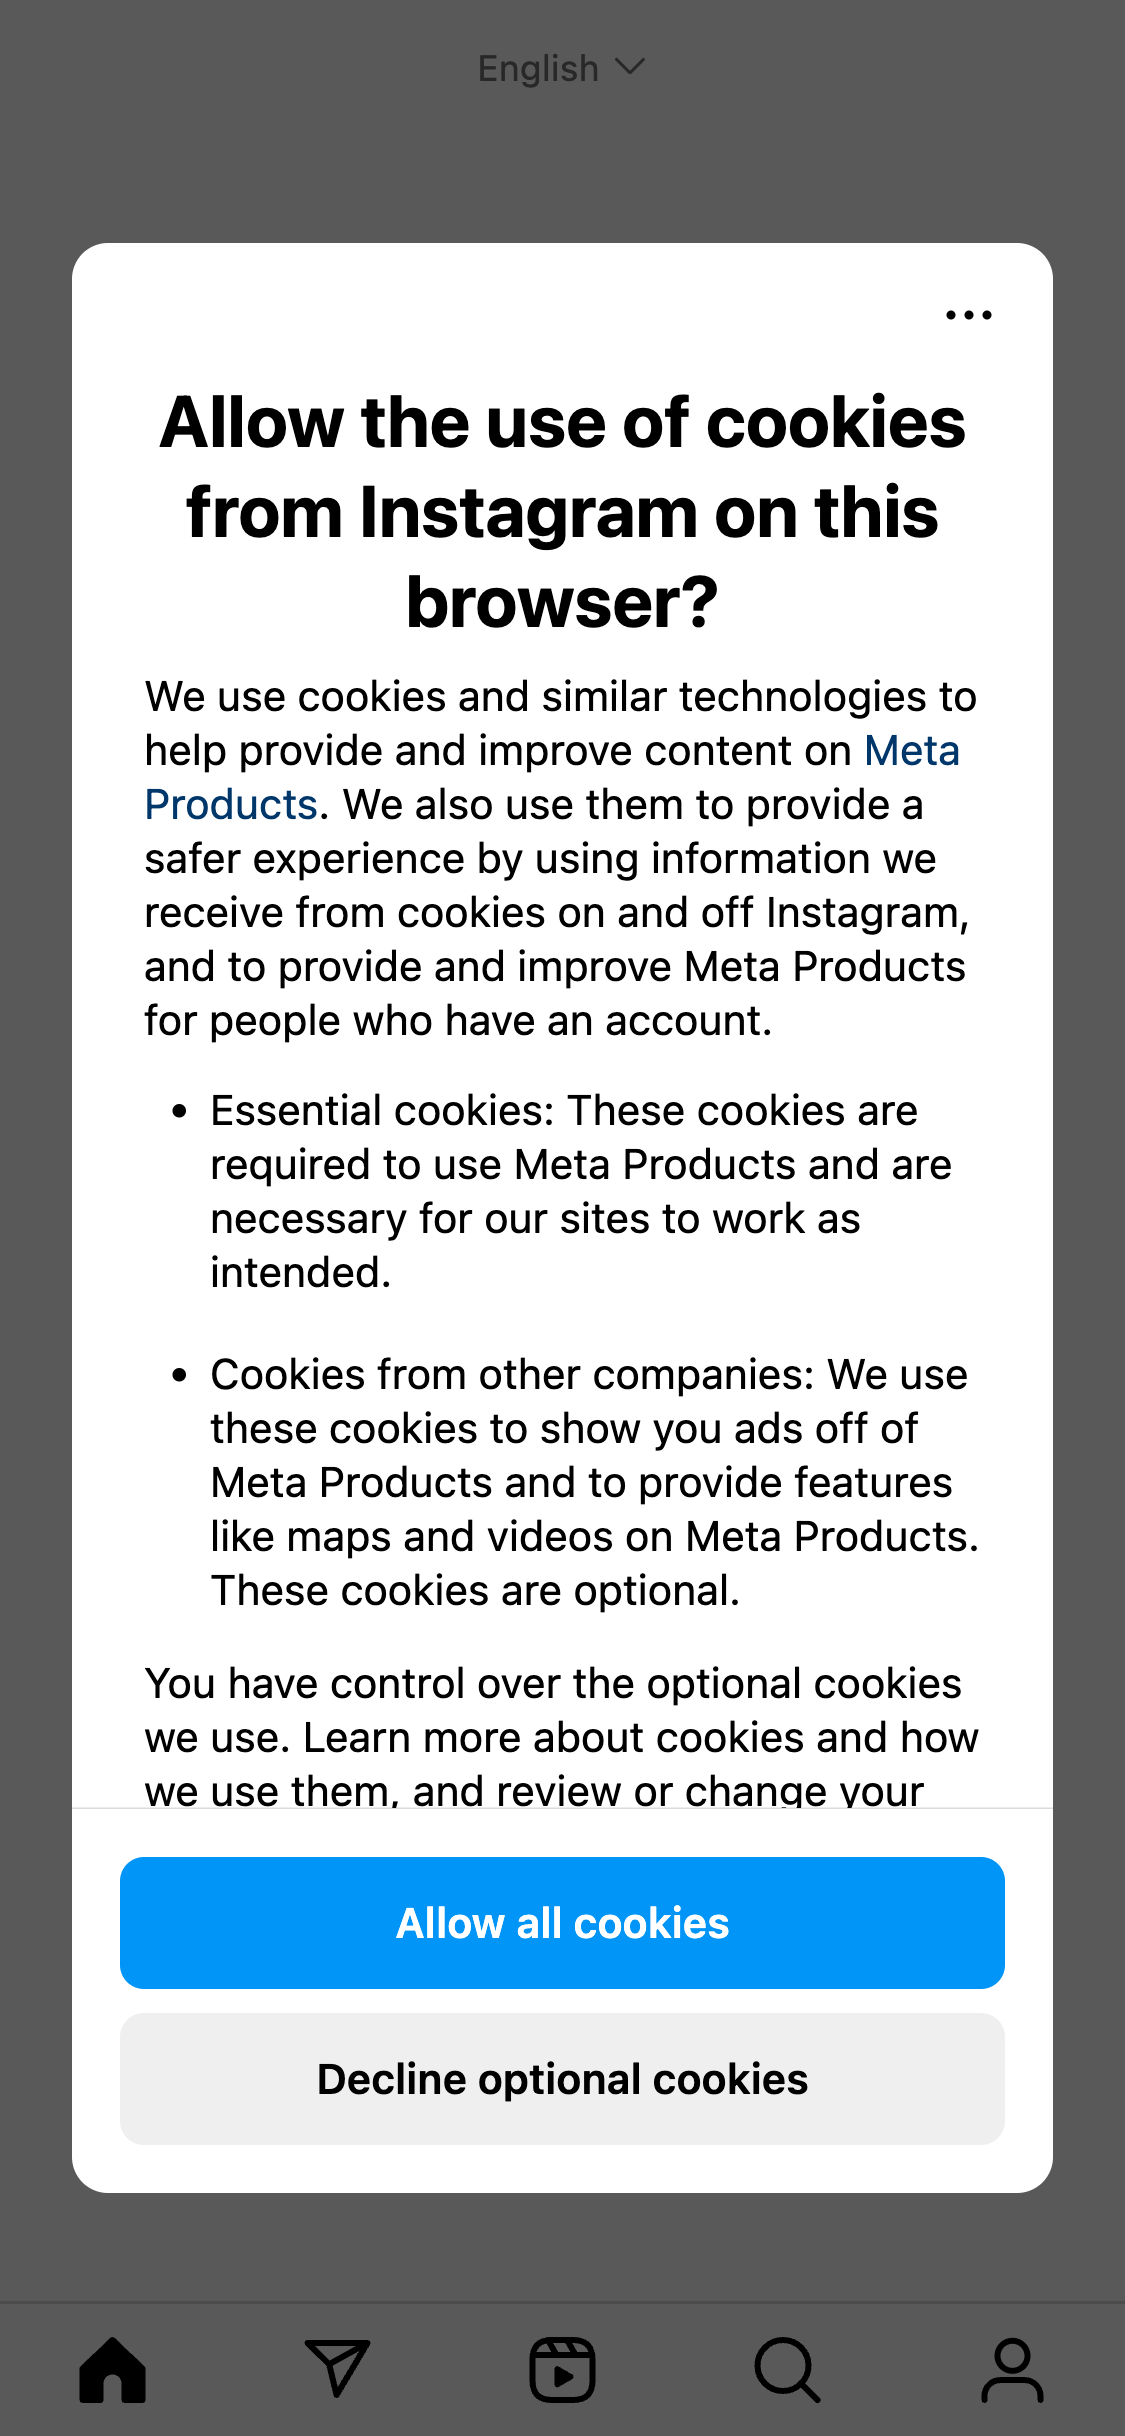 English
Allow the use of cookies
from Instagram on this
browser?
We use cookies and similar technologies to
help provide and improve content on Meta
Products. We also use them to provide a
safer experience by using information we
receive from cookies on and off Instagram,
and to provide and improve Meta Products
for people who have an account.
• Essential cookies: These cookies are
required to use Meta Products and are
necessary for our sites to work as
intended.
• Cookies from other companies: We use
these cookies to show you ads off of
Meta Products and to provide features
like maps and videos on Meta Products.
These cookies are optional.
You have control over the optional cookies
we use. Learn more about cookies and how
we use them, and review or change your
Allow all cookies
Decline optional cookies